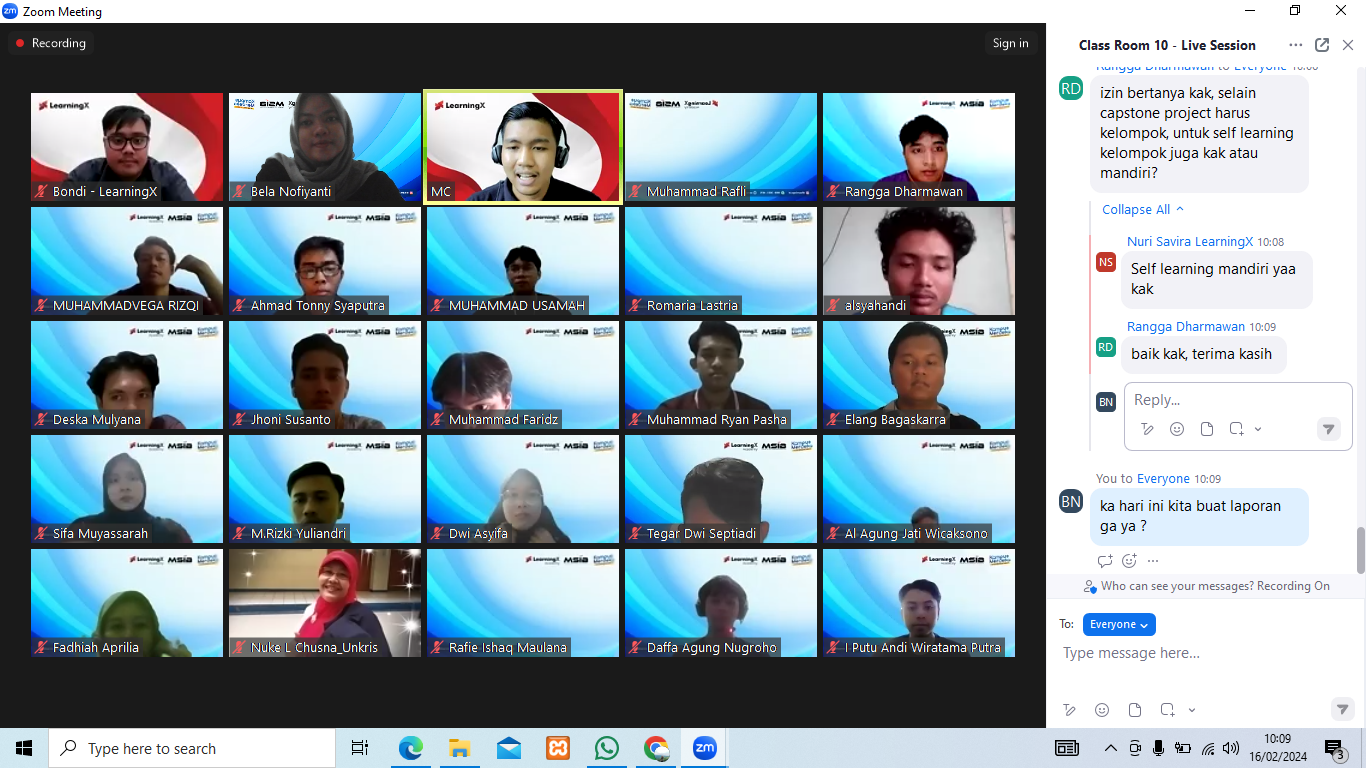 Zoom Meeting
Recording
Sign in
LearningX
Bondi - LearningX
Bela Nofiyanti
LearningX
MC
Muhammad Rafli
Rangga Dharmawan
MUHAMMADVEGA RIZQI
Ahmad Tonny Syaputra
MUHAMMAD USAMAH
Romaria Lastria
alsyahandi
Deska Mulyana
Jhoni Susanto
Muhammad Faridz
Muhammad Ryan Pasha
Elang Bagaskarra
Sifa Muyassarah
M.Rizki Yuliandri
Dwi Asyifa
Tegar Dwi Septiadi
Al Agung Jati Wicaksono
Fadhiah Aprilia
Nuke L Chusna_Unkris
Rafie Ishaq Maulana
Daffa Agung Nugroho
I Putu Andi Wiratama Putra
Class Room 10 - Live Session
Rangga Dharmawan to Everyone
RD
izin bertanya kak, selain
capstone project harus
kelompok, untuk self learning
kelompok juga kak atau
mandiri?
Collapse All
Nuri Savira LearningX 10:08
NS
Self learning mandiri yaa
kak
Rangga Dharmawan 10:09
RD
baik kak, terima kasih
BN
Reply...
You to Everyone 10:09
BN
ka hari ini kita buat laporan
ga ya ?
Who can see your messages? Recording On
To: Everyone
Type message here...
Type here to search
zm
10:09
16/02/2024
3